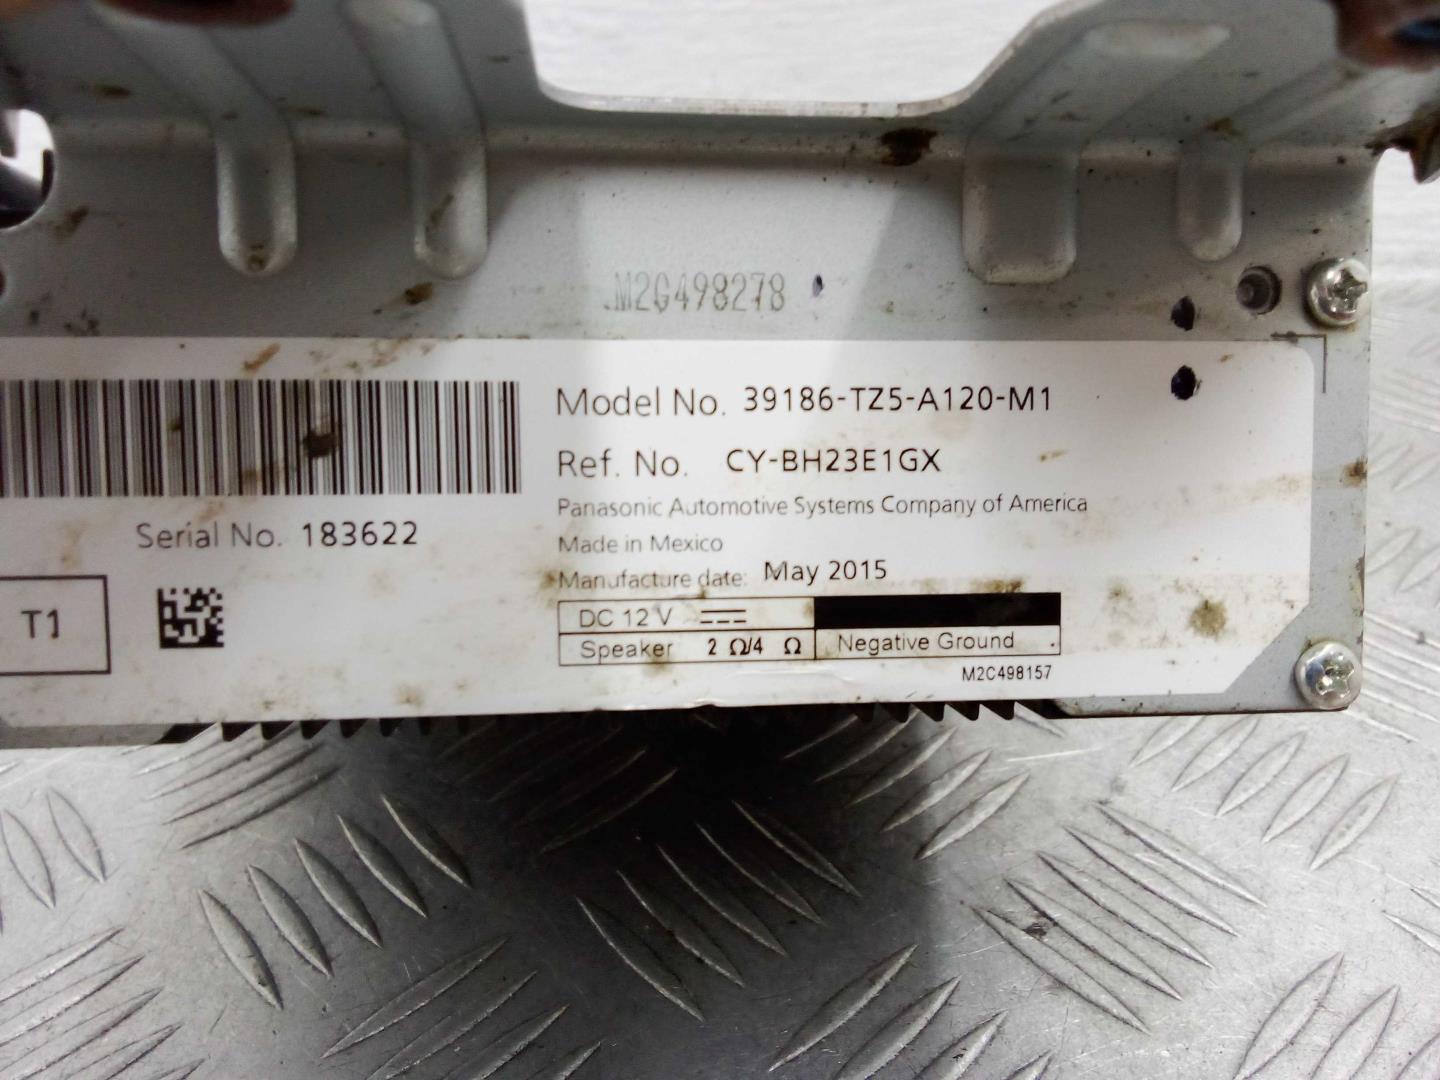 M2G498278
Model No. 39186-TZ5-A120-M1
Ref. No. CY-BH23E1GX
Panasonic Automotive Systems Company of America
Serial No. 183622
Made in Mexico
Manufacture date: May 2015
T1
DC 12 V
Speaker 2 Ω/4 Ω Negative Ground
M2C498157